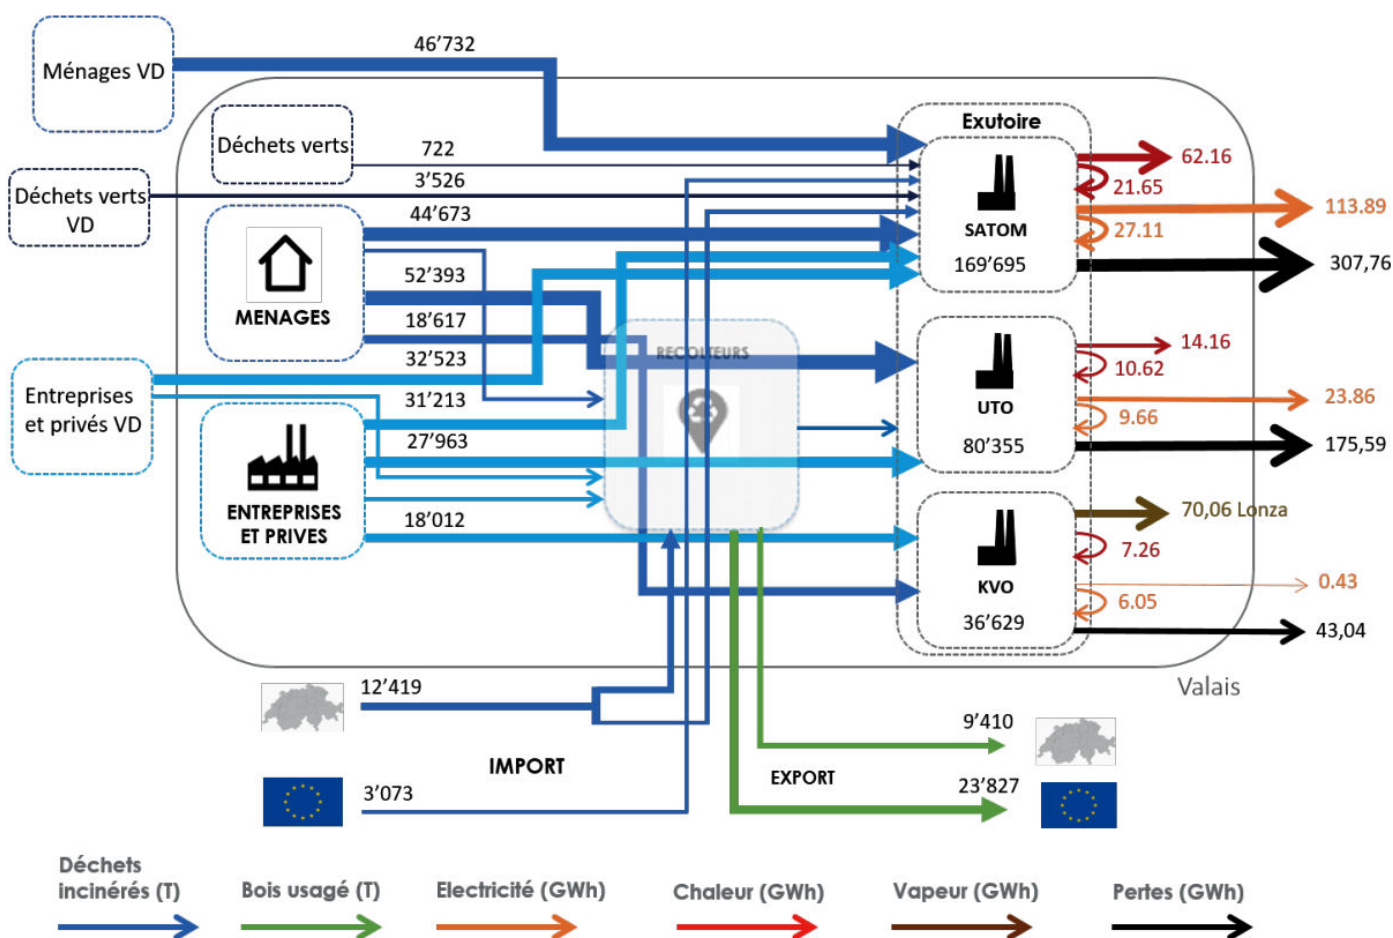 46’732
Ménages VD
Exutoire
Déchets verts
722
62.16
3’526
21.65
Déchets verts
VD
44’673
113.89
SATOM
27.11
169’695
307,76
52’393
MENAGES
18’617
RECOLTEURS
14.16
32’523
10.62
Entreprises
et privés VD
31’213
UTO
23.86
9.66
27’963
80’355
175,59
ENTREPRISES
ET PRIVES
18’012
70,06 Lonza
7.26
KVO
0.43
6.05
36’629
43,04
12’419
Valais
9’410
IMPORT
EXPORT
3’073
23’827
Déchets
incinérés (T)
Bois usagé (T)
Electricité (GWh)
Chaleur (GWh)
Vapeur (GWh)
Pertes (GWh)